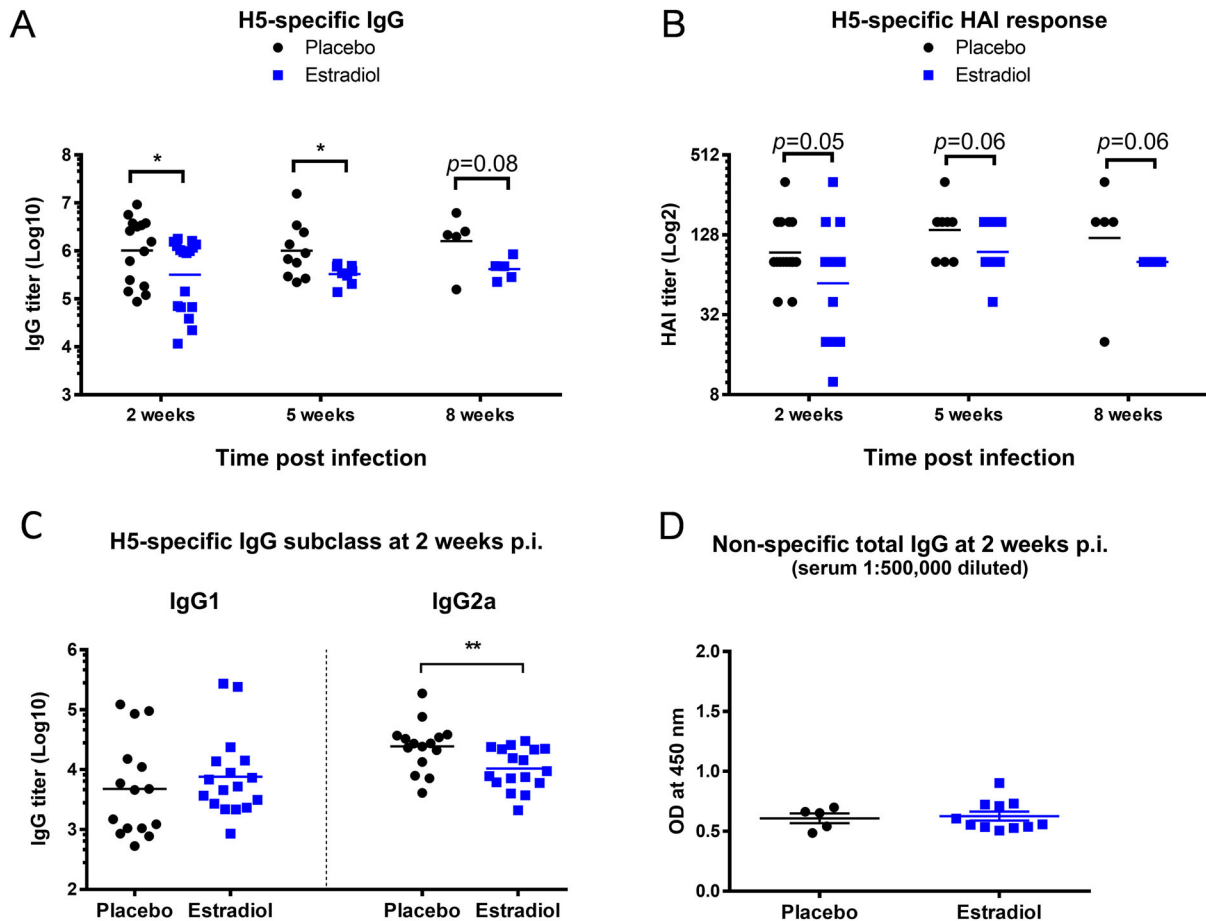 A
H5-specific IgG
Placebo
Estradiol
IgG titer (Log10)
8
7
6
5
4
3
*
*
p=0.08
2 weeks
5 weeks
8 weeks
Time post infection
B
H5-specific HAI response
Placebo
Estradiol
HAI titer (Log2)
512
128
32
8
p=0.05
p=0.06
p=0.06
2 weeks
5 weeks
8 weeks
Time post infection
C
H5-specific IgG subclass at 2 weeks p.i.
IgG1
IgG2a
IgG titer (Log10)
6
5
4
3
2
**
Placebo
Estradiol
Placebo
Estradiol
D
Non-specific total IgG at 2 weeks p.i.
(serum 1:500,000 diluted)
OD at 450 nm
2.0
1.5
1.0
0.5
0.0
Placebo
Estradiol